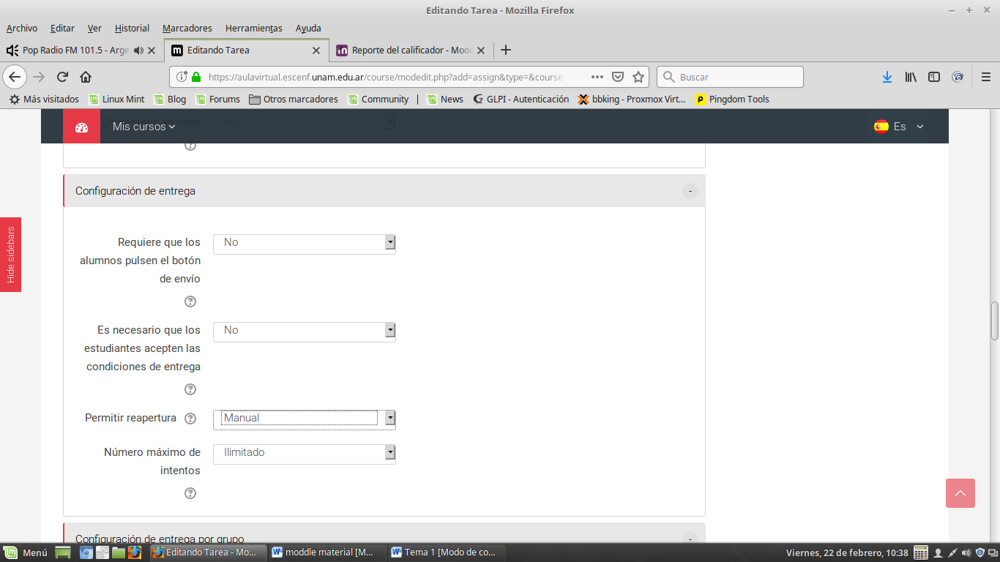 Editando Tarea - Mozilla Firefox
Archivo Editar Ver Historial Marcadores Herramientas Ayuda
Pop Radio FM 101.5 - Arge
Editando Tarea
Reporte del calificador - Mood
https://aulavirtual.escenf.unam.edu.ar/course/modedit.php?add=assign&type=&course
Buscar
Más visitados Linux Mint Blog Forums Otros marcadores Community | News GLPI - Autenticación bbking - Proxmox Virt... Pingdom Tools
Mis cursos
Es
No
Hide sidebars
Configuración de entrega
-
Requiere que los
alumnos pulsen el botón
de envío
No
Es necesario que los
estudiantes acepten las
condiciones de entrega
No
Permitir reapertura
Manual
Número máximo de
intentos
Ilimitado
Configuración de entrega por grupo
-
Menú
Editando Tarea - Mo...
moddle material [M...
Tema 1 [Modo de co...
Viernes, 22 de febrero, 10:38